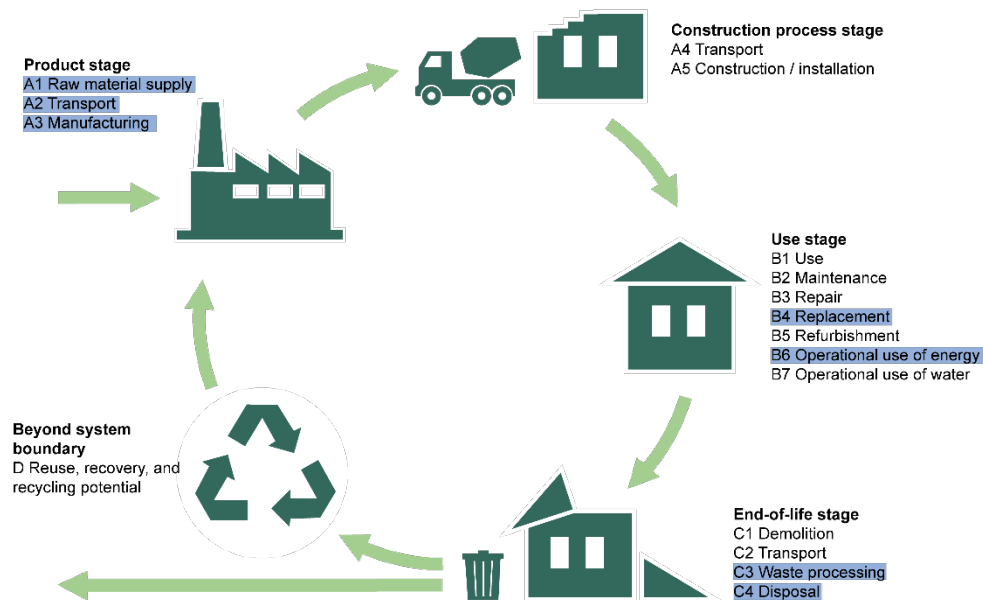 Product stage
A1 Raw material supply
A2 Transport
A3 Manufacturing
Construction process stage
A4 Transport
A5 Construction / installation
Use stage
B1 Use
B2 Maintenance
B3 Repair
B4 Replacement
B5 Refurbishment
B6 Operational use of energy
B7 Operational use of water
End-of-life stage
C1 Demolition
C2 Transport
C3 Waste processing
C4 Disposal
Beyond system
boundary
D Reuse, recovery, and
recycling potential